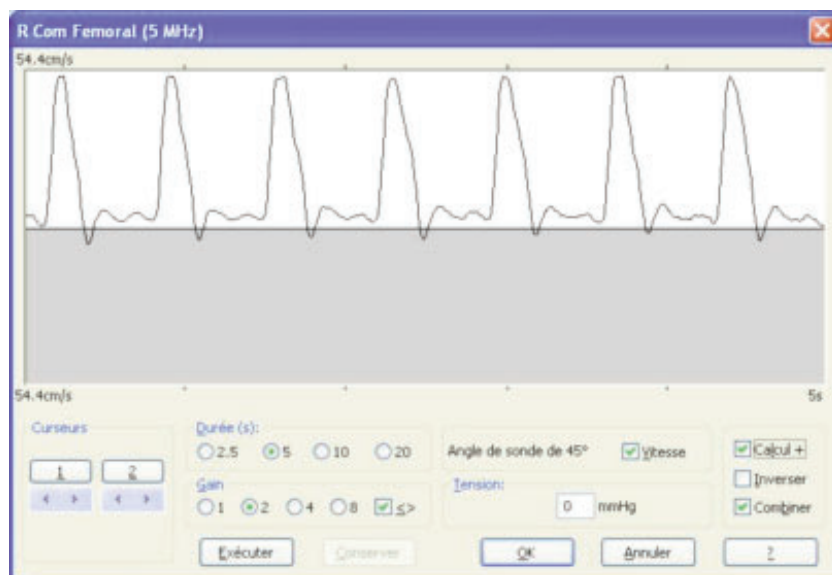 R Com Femoral (5 MHz)
54.4cm/s
54.4cm/s 5s
Curseurs
1 2
Durée (s):
2.5 5 10 20
Gain
1 2 4 8 <>
Angle de sonde de 45° Vitesse
Tension:
0 mmHg
Calcul +
Inverser
Combiner
Exécuter Conserver OK Annuler ?